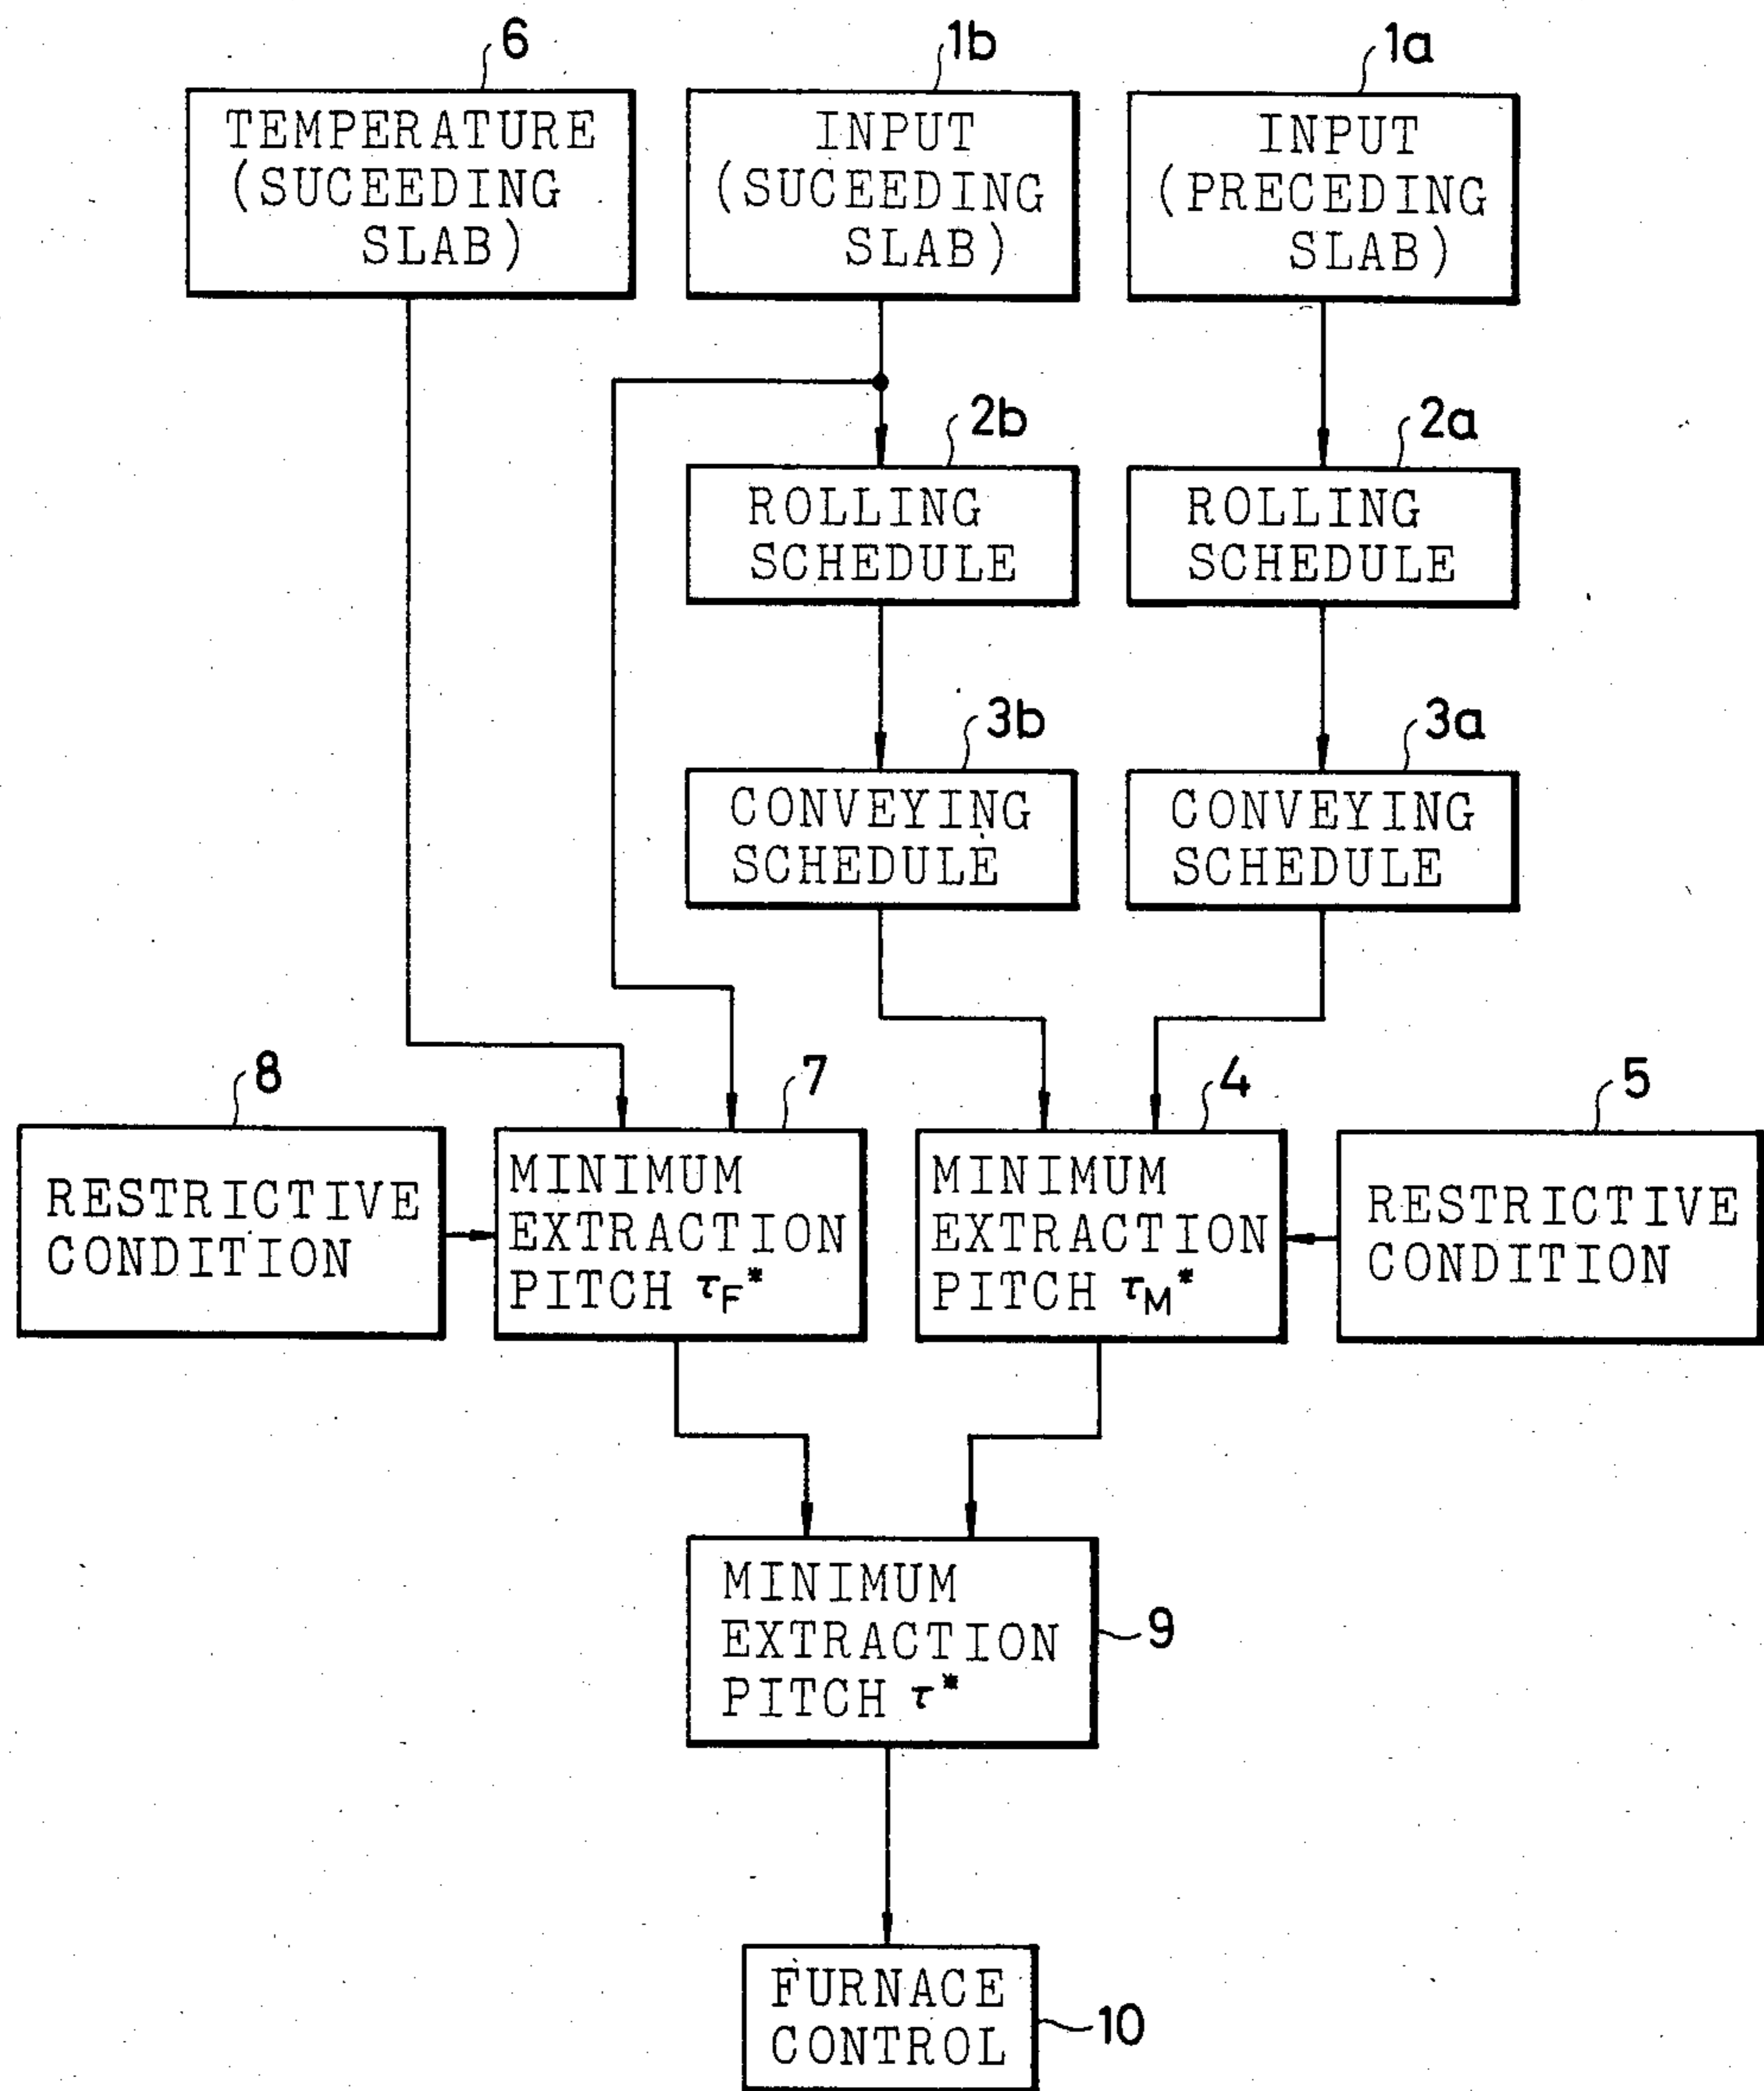 6
1b
1a
TEMPERATURE
(SUCEEDING
SLAB)
INPUT
(SUCEEDING
SLAB)
INPUT
(PRECEDING
SLAB)
2b
2a
ROLLING
SCHEDULE
ROLLING
SCHEDULE
3b
3a
CONVEYING
SCHEDULE
CONVEYING
SCHEDULE
8
7
4
5
RESTRICTIVE
CONDITION
MINIMUM
EXTRACTION
PITCH τF*
MINIMUM
EXTRACTION
PITCH τM*
RESTRICTIVE
CONDITION
MINIMUM
EXTRACTION
PITCH τ*
9
FURNACE
CONTROL
10